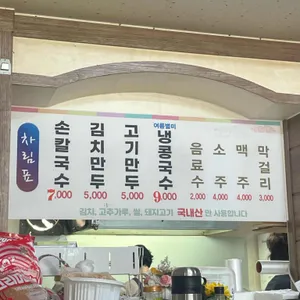 차림표
손칼국수 7,000
김치만두 5,000
고기만두 5,000
여름별미
냉콩국수 9,000
음료수 2,000
소주 4,000
맥주 4,000
막걸리 3,000
김치, 고추가루, 쌀, 돼지고기 국내산 만 사용합니다